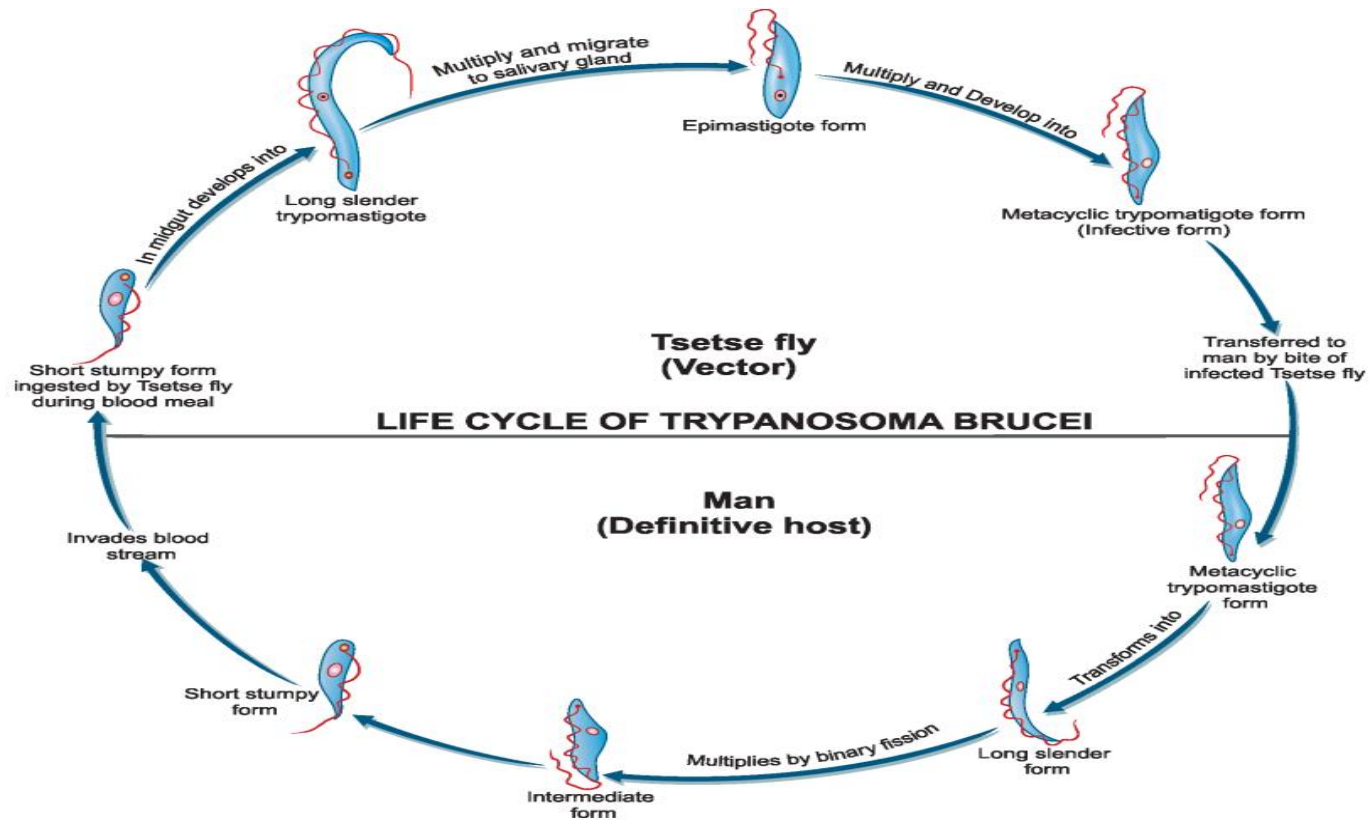 Multiply and migrate
to salivary gland
Epimastigote form
Multiply and Develop into
Metacyclic trypomatigote form
(Infective form)
In midgut develops into
Long slender
trypomastigote
Short stumpy form
ingested by Tsetse fly
during blood meal
Tsetse fly
(Vector)
Transferred to
man by bite of
infected Tsetse fly
LIFE CYCLE OF TRYPANOSOMA BRUCEI
Man
(Definitive host)
Invades blood
stream
Metacyclic
trypomastigote
form
Transforms into
Short stumpy
form
Long slender
form
Multiplies by binary fission
Intermediate
form